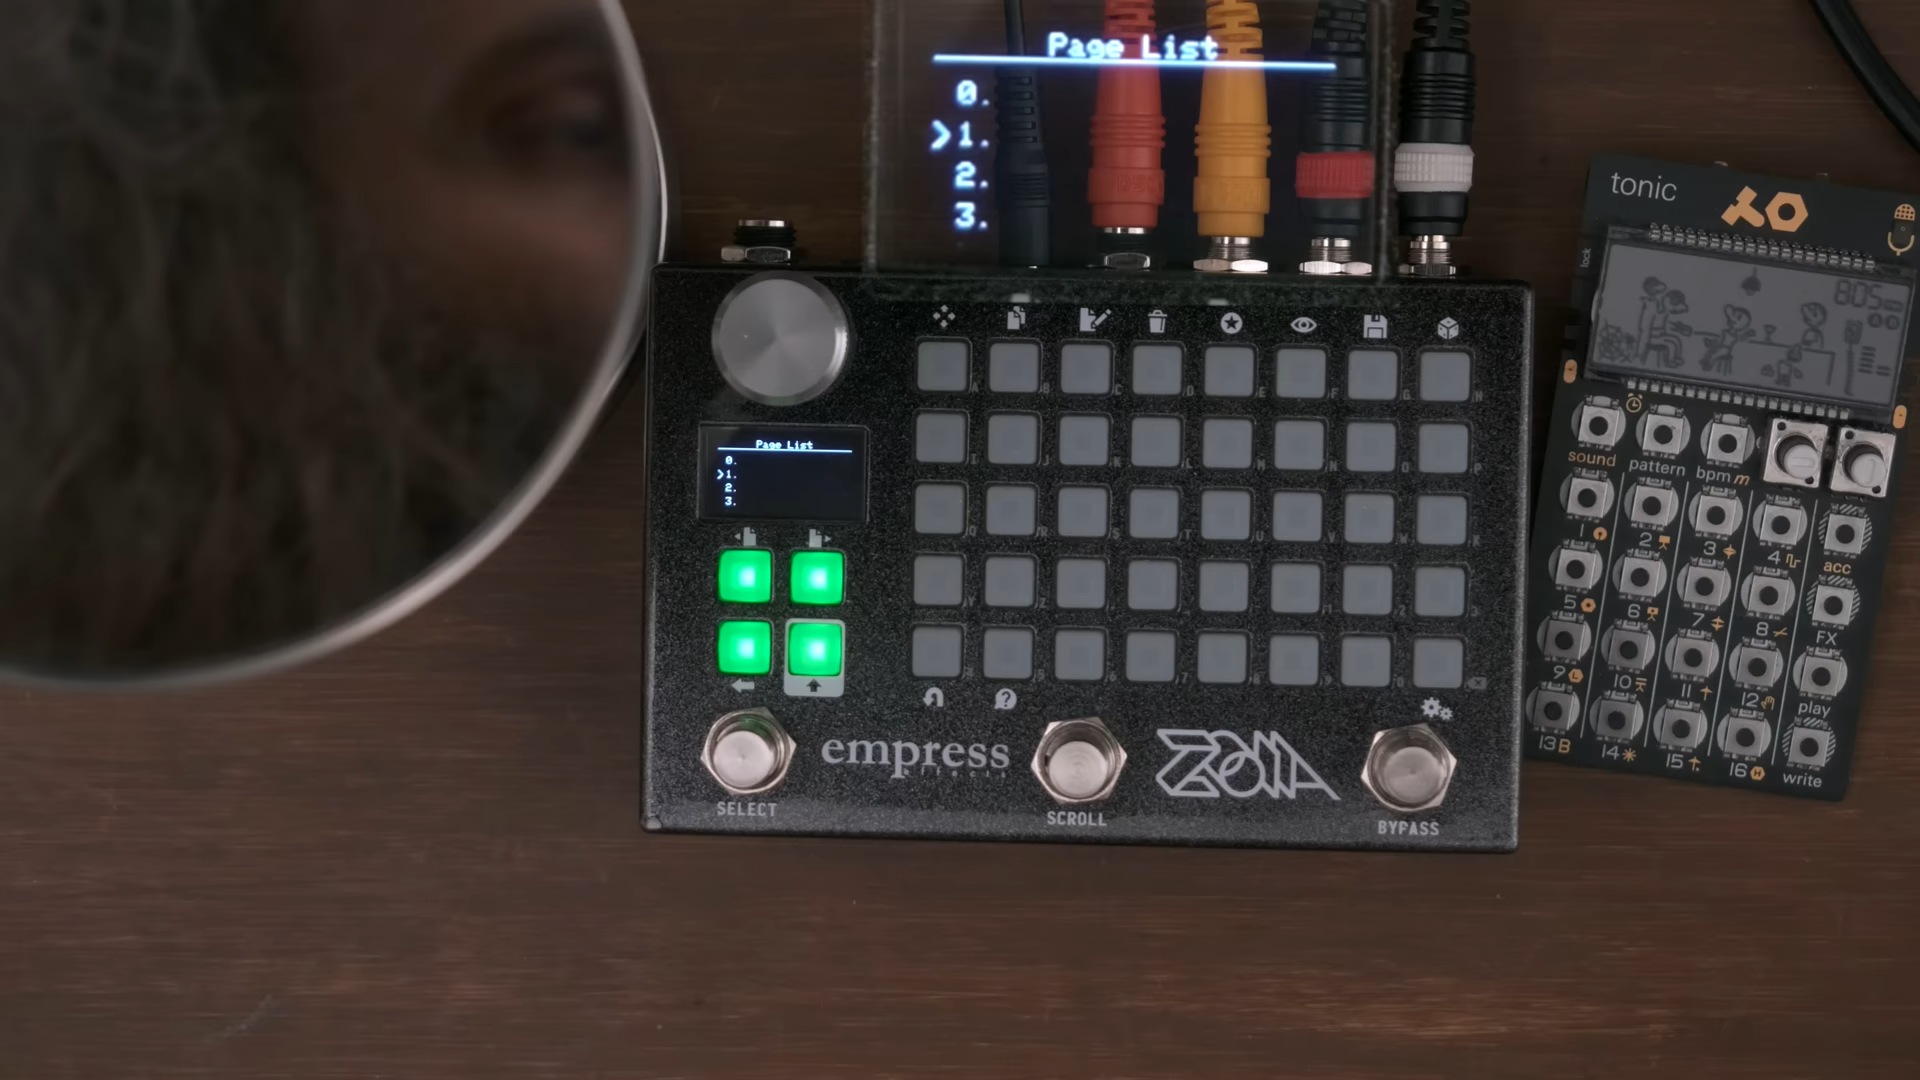 Page List
0.
1.
2.
3.
tonic
lock
805
Page List
0.
1.
2.
3.
sound
pattern
bpm m
2
3
4
acc
5
6
7
8
FX
9
10
11
12
play
13 B
14
15
16
write
empress
effects
ZOIA
SELECT
SCROLL
BYPASS